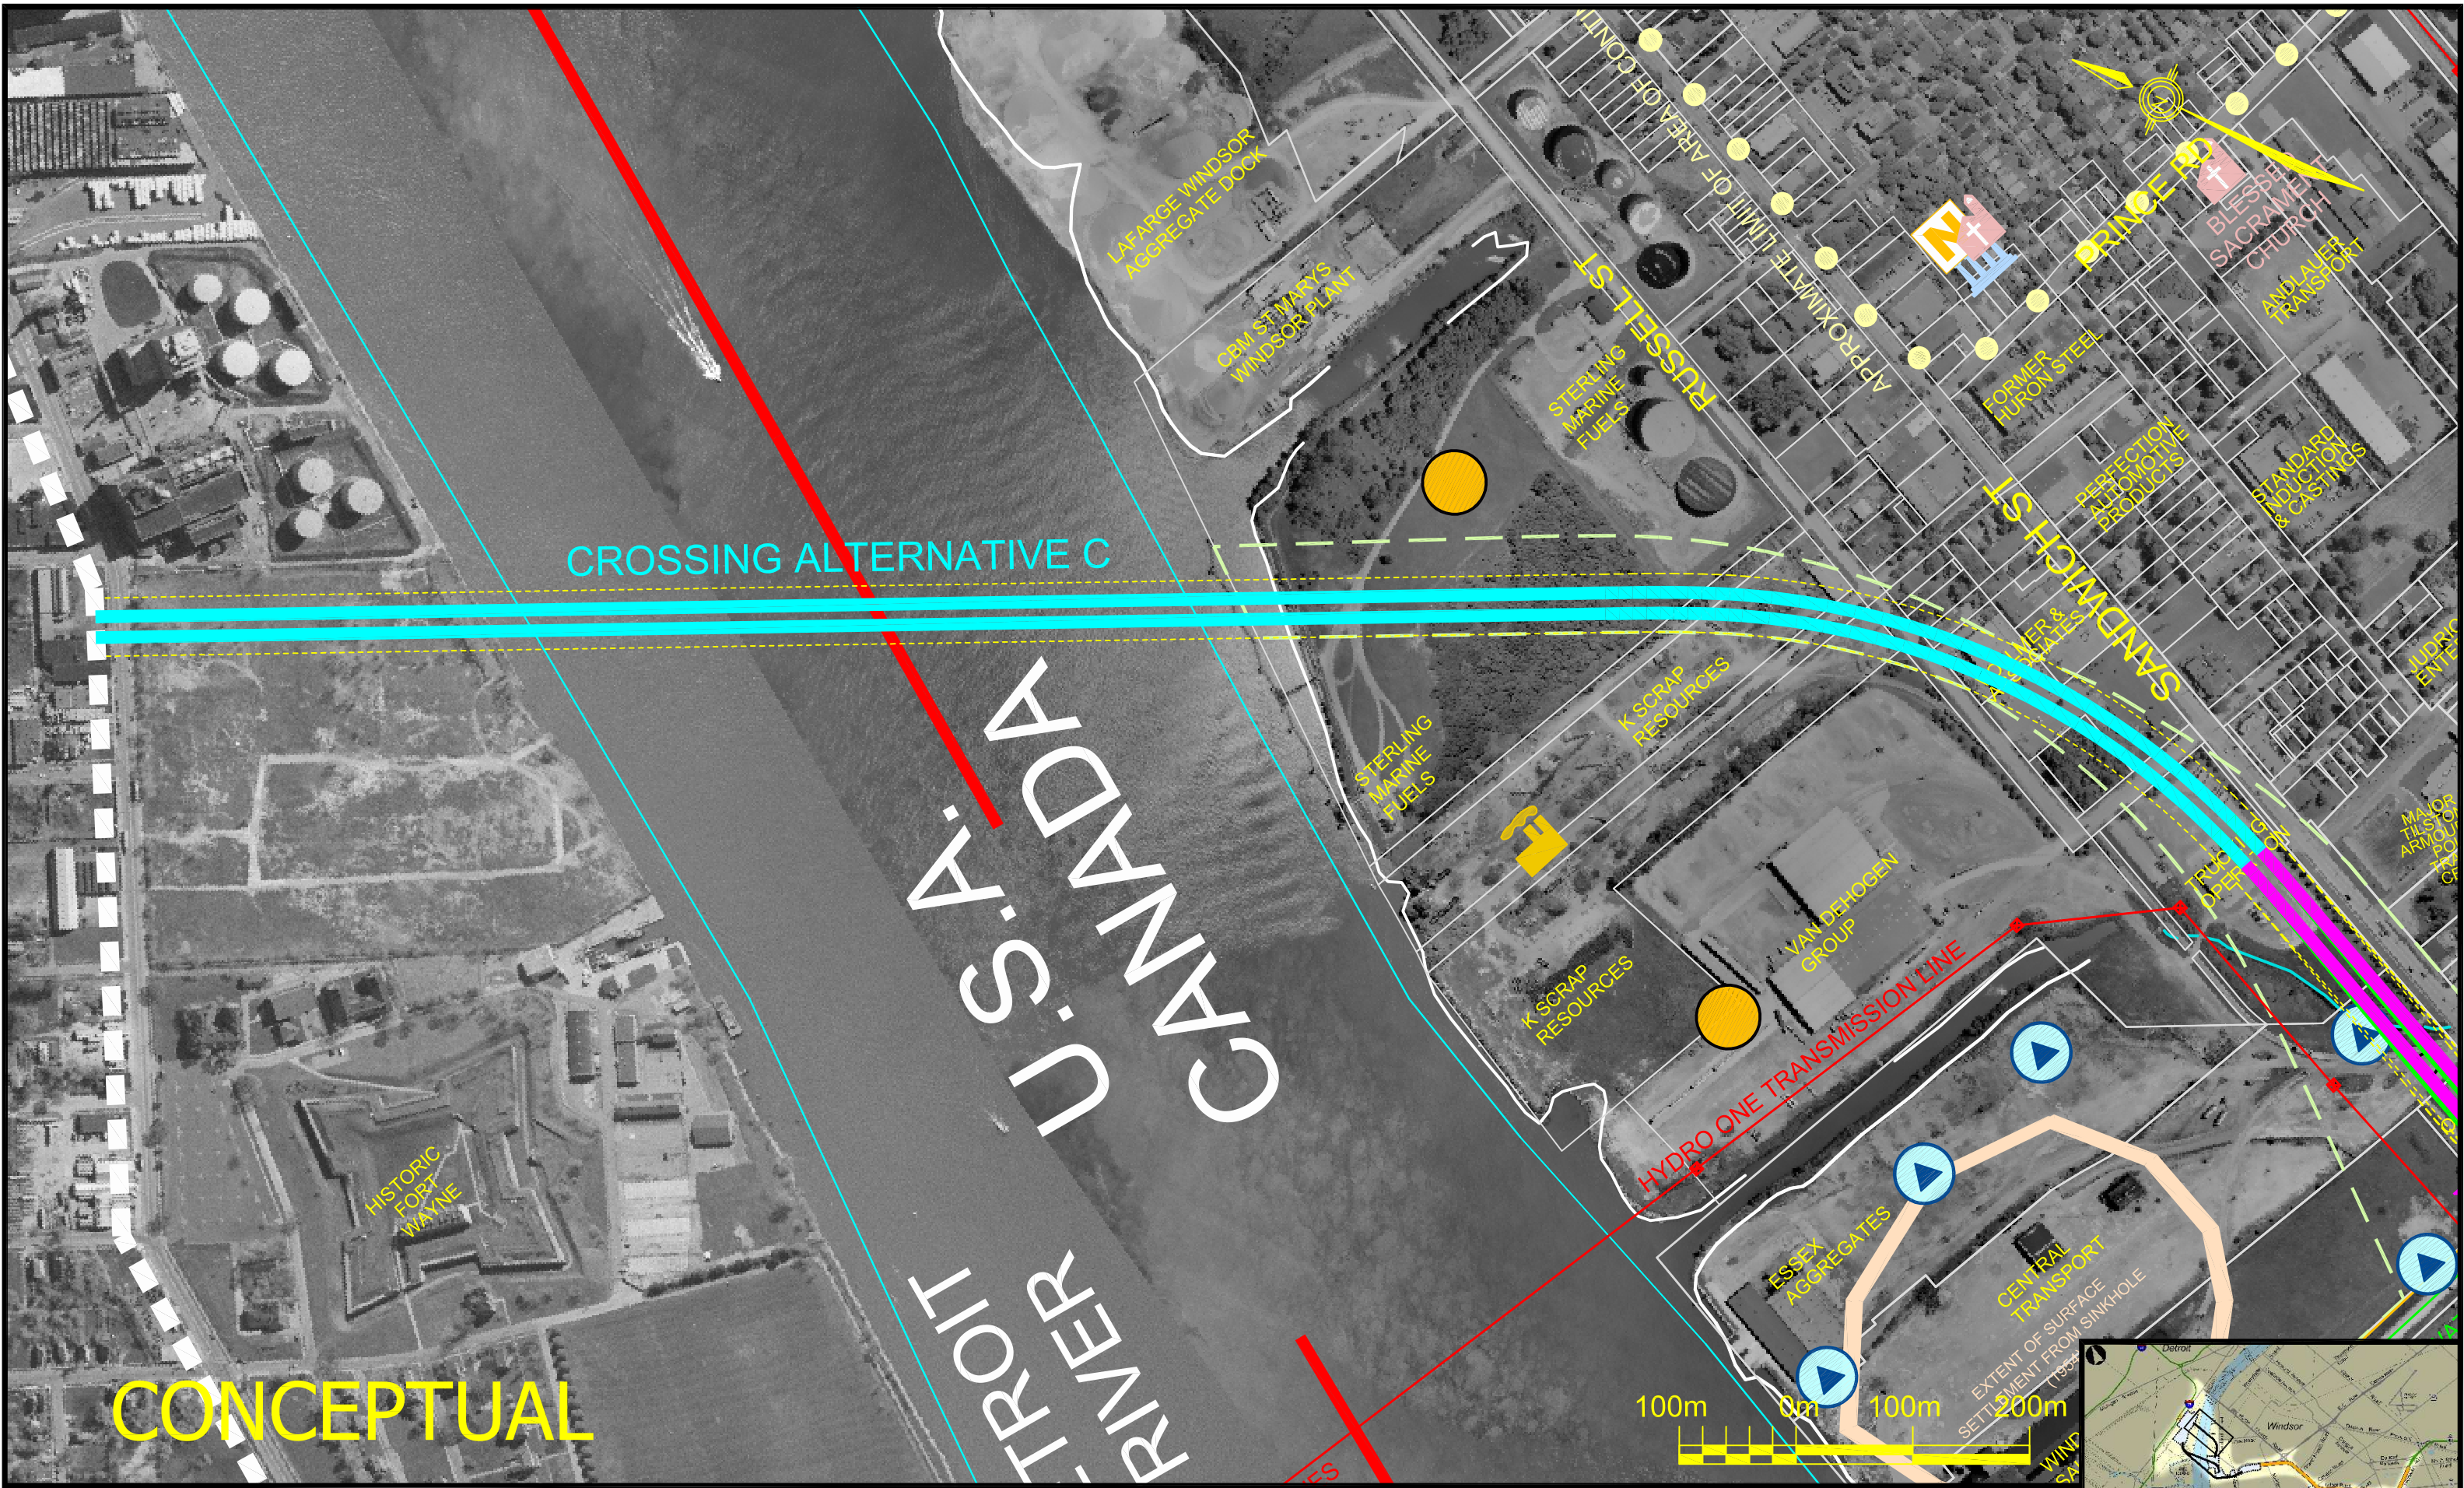 APPROXIMATE LIMIT OF AREA OF
LAFARGE WINDSOR
AGGREGATE DOCK
CBM ST MARYS
WINDSOR PLANT
RUSSELL ST
PRINCE RD
BLESSED
SACRAMENT
CHURCH
ANDLAUER
TRANSPORT
STERLING
MARINE
FUELS
FORMER
HURON STEEL
PERFECTION
AUTOMOTIVE
PRODUCTS
STANDARD
INDUCTION
& CASTINGS
SANDWICH ST
CROSSING ALTERNATIVE C
K SCRAP
RESOURCES
STERLING
MARINE
FUELS
U.S.A.
CANADA
MAJOR
VAN DEHOGEN
GROUP
K SCRAP
RESOURCES
HYDRO ONE TRANSMISSION LINE
HISTORIC
FORT
WAYNE
ESSEX
AGGREGATES
CENTRAL
TRANSPORT
EXTENT OF SURFACE
SETTLEMENT FROM SINKHOLE
RIVER
CONCEPTUAL
100m 0m 100m 200m
Detroit
Windsor